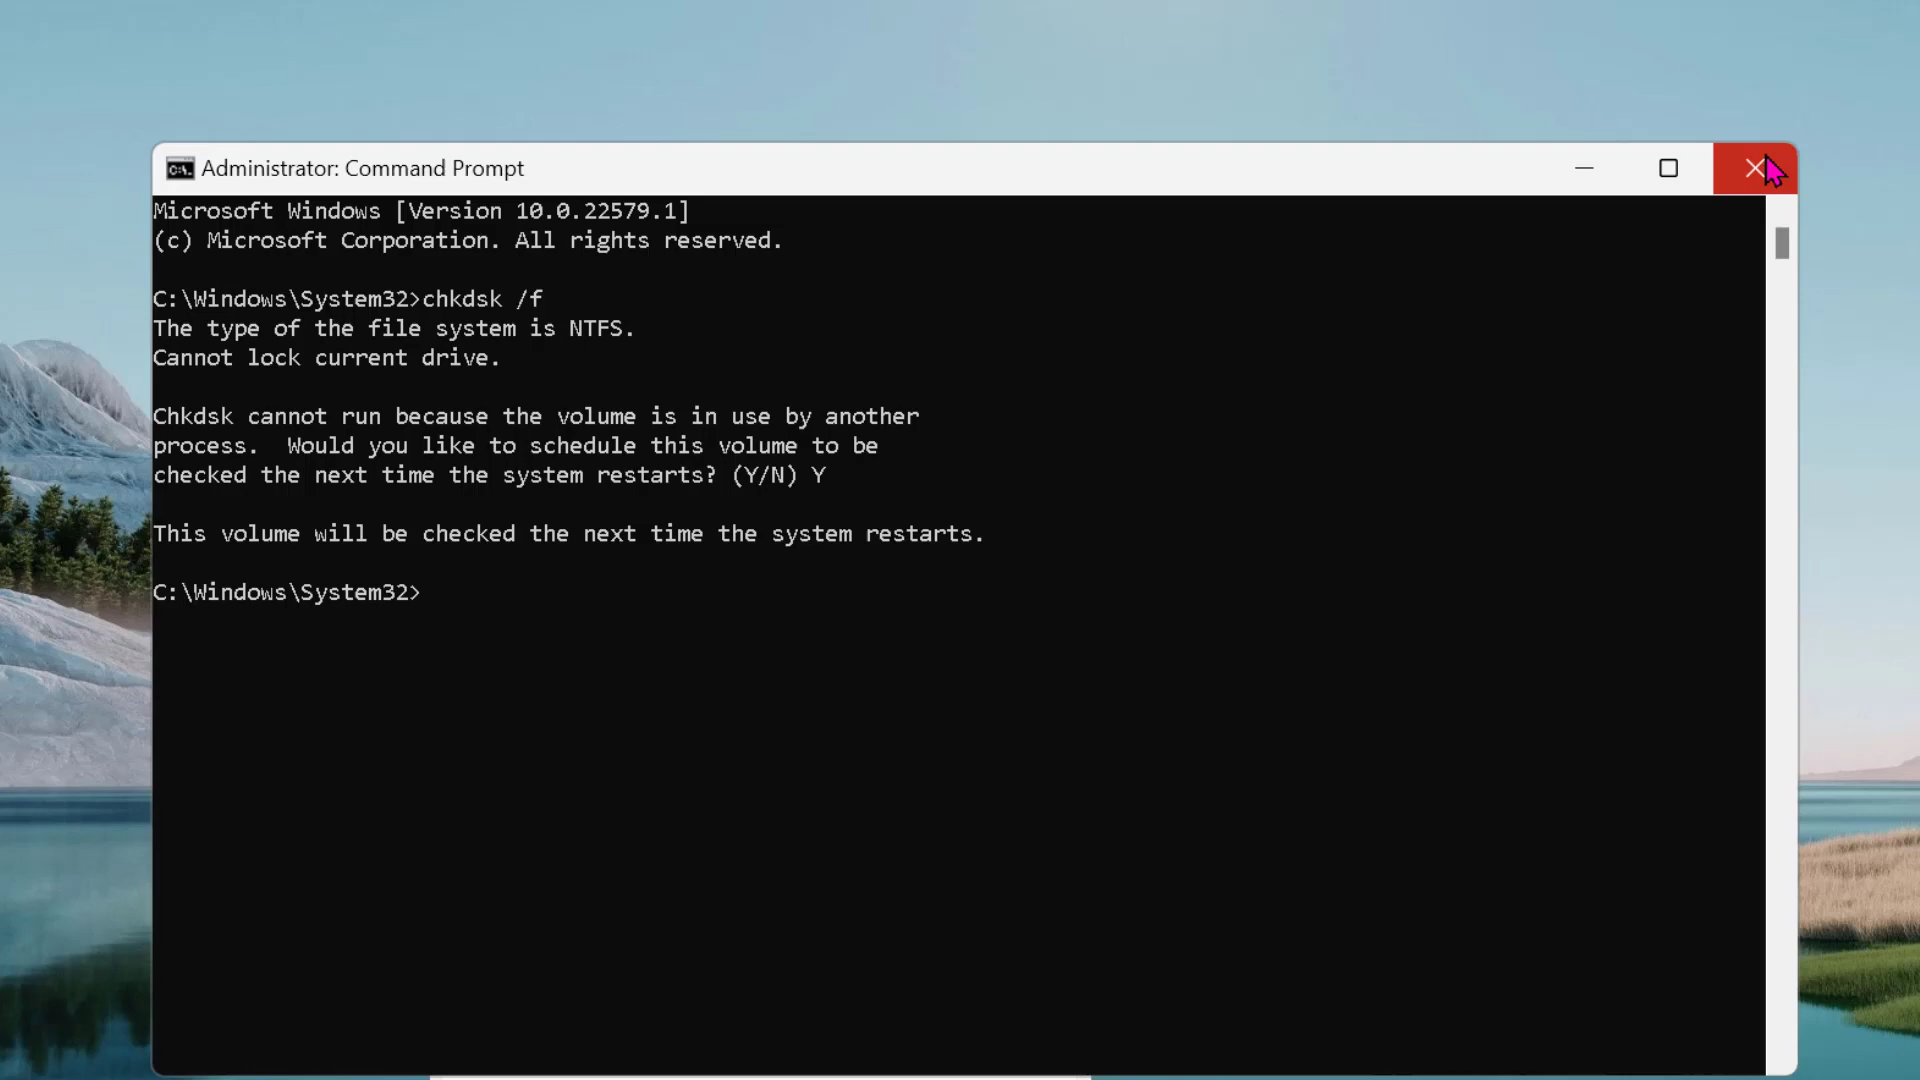 Administrator: Command Prompt
Microsoft Windows [Version 10.0.22579.1]
(c) Microsoft Corporation. All rights reserved.
C:\Windows\System32>chkdsk /f
The type of the file system is NTFS.
Cannot lock current drive.
Chkdsk cannot run because the volume is in use by another
process.  Would you like to schedule this volume to be
checked the next time the system restarts? (Y/N) Y
This volume will be checked the next time the system restarts.
C:\Windows\System32>